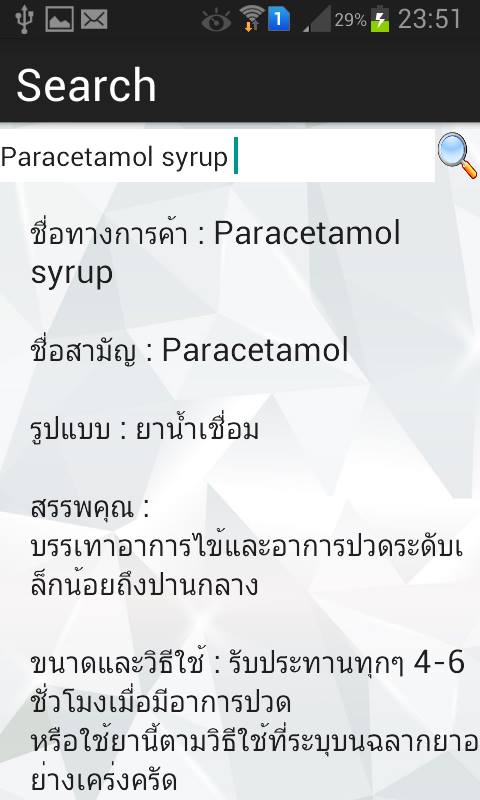 1
29%
23:51
Search
Paracetamol syrup
ชื่อทางการค้า : Paracetamol
syrup
ชื่อสามัญ : Paracetamol
รูปแบบ : ยาน้ำเชื่อม
สรรพคุณ :
บรรเทาอาการไข้และอาการปวดระดับเ
ล็กน้อยถึงปานกลาง
ขนาดและวิธีใช้ : รับประทานทุกๆ 4-6
ชั่วโมงเมื่อมีอาการปวด
หรือใช้ยานี้ตามวิธีใช้ที่ระบุบนฉลากยาอ
ย่างเคร่งครัด